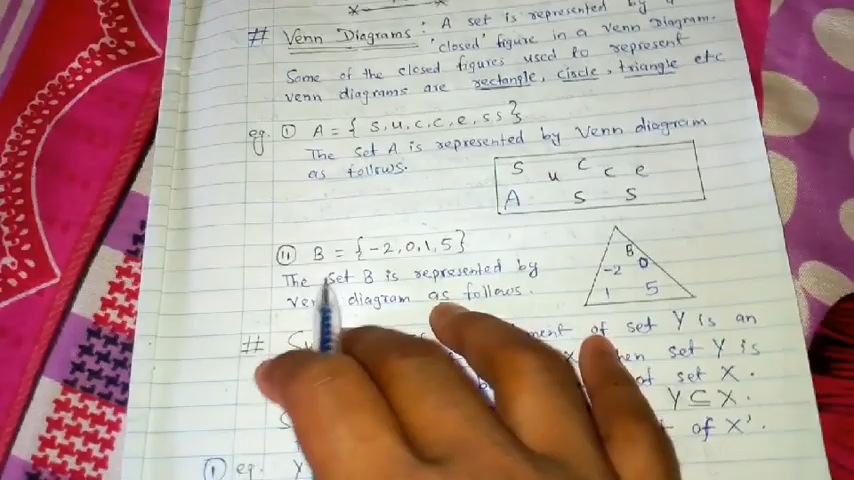 # Venn Diagrams : A set is represented by a
'closed' figure in a venn Diagram.
Some of the closed figures used to represent
venn diagrams are rectangle, circle, triangle etc
eg. (i) A = { s, u, c, c, e, s s }
The set A is represented by Venn diagram
as follows.
S u C c e
A S S
(ii) B = {-2, 0, 1, 5}
The set B is represented by
venn diagram as follows.
B
-2 0
1 5
# ment of set Y is an
then set Y is
of set X.
Y ⊆ X.
of X'.
(i) eg. Y